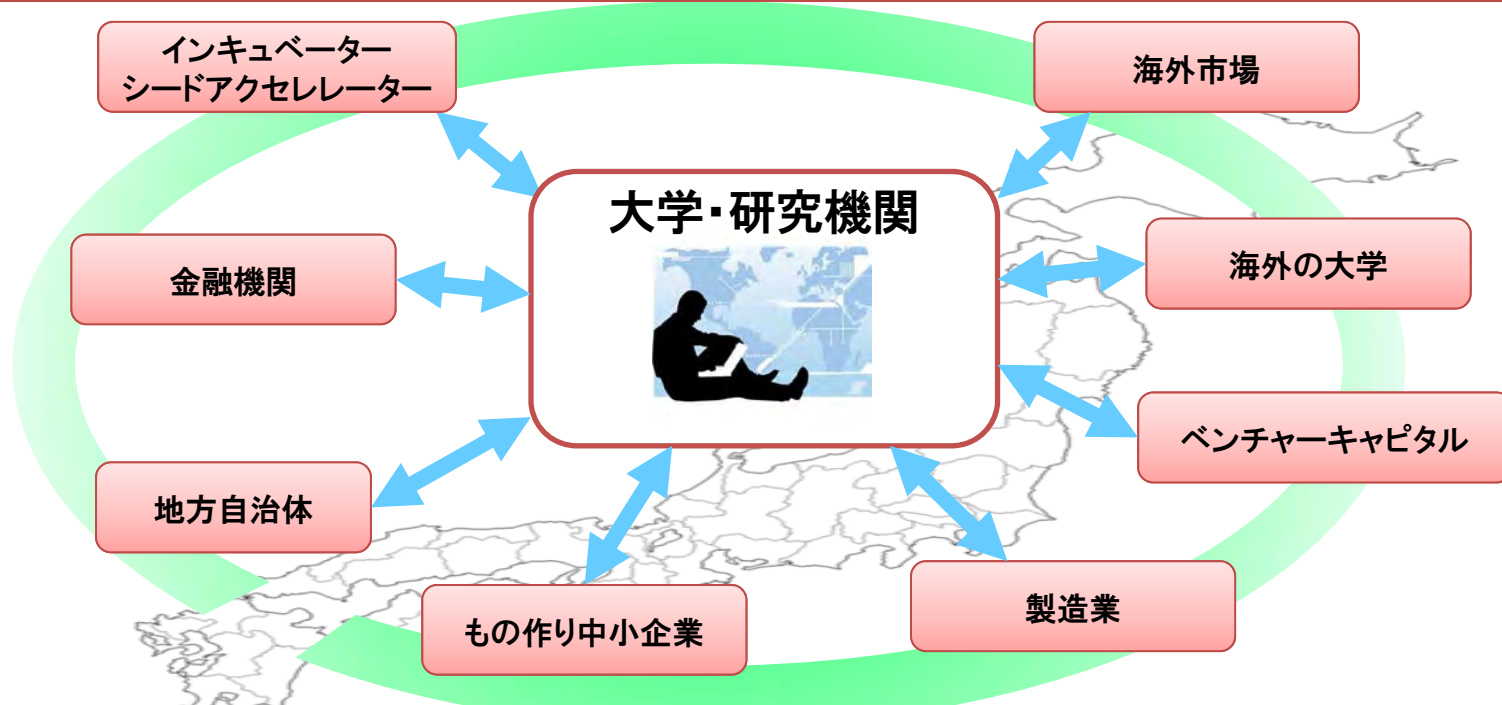 インキュベーター
シードアクセレレーター
海外市場
大学・研究機関
金融機関
海外の大学
ベンチャーキャピタル
地方自治体
もの作り中小企業
製造業